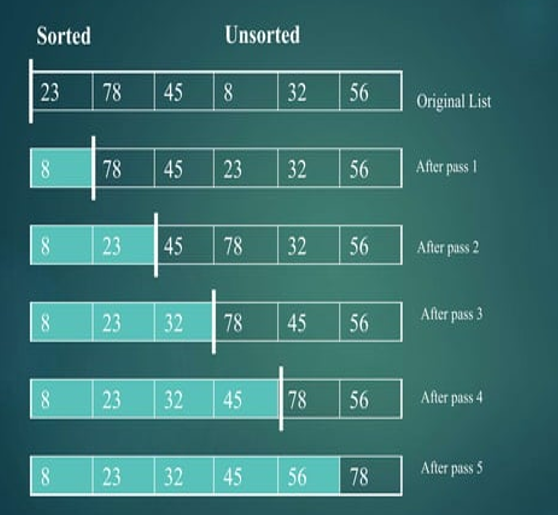 Sorted Unsorted
23 78 45 8 32 56 Original List
8 78 45 23 32 56 After pass 1
8 23 45 78 32 56 After pass 2
8 23 32 78 45 56 After pass 3
8 23 32 45 78 56 After pass 4
8 23 32 45 56 78 After pass 5